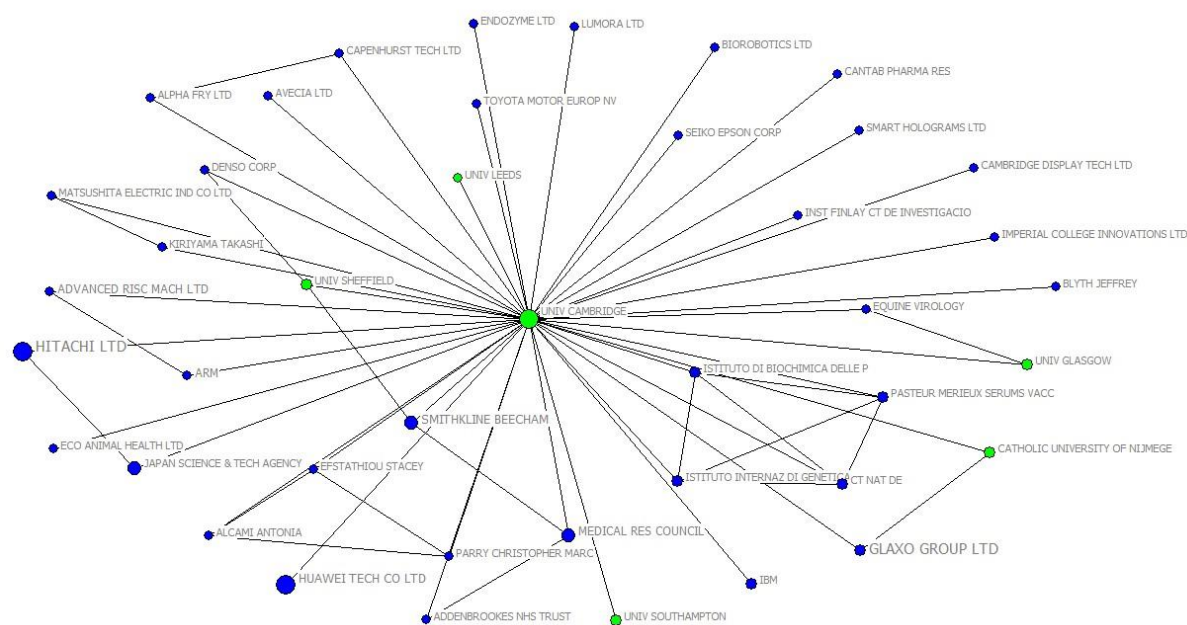 ENDOZYME LTD
LUMORA LTD
BIOROBOTICS LTD
CAPENHURST TECH LTD
CANTAB PHARMA RES
ALPHA FRY LTD
AVECIA LTD
TOYOTA MOTOR EUROP NV
SMART HOLOGRAMS LTD
SEIKO EPSON CORP
DENSO CORP
CAMBRIDGE DISPLAY TECH LTD
UNIV LEEDS
MATSUSHITA ELECTRIC IND CO LTD
INST FINLAY CT DE INVESTIGACIO
IMPERIAL COLLEGE INNOVATIONS LTD
KIRIYAMA TAKASHI
UNIV SHEFFIELD
BLYTH JEFFREY
ADVANCED RISC MACH LTD
EQUINE VIROLOGY
UNIV CAMBRIDGE
HITACHI LTD
UNIV GLASGOW
ISTITUTO DI BIOCHIMICA DELLE P
ARM
PASTEUR MERIEUX SERUMS VACC
SMITHKLINE BEECHAM
ECO ANIMAL HEALTH LTD
CATHOLIC UNIVERSITY OF NIJMEGE
JAPAN SCIENCE & TECH AGENCY
EFSTATHIOU STACEY
ISTITUTO INTERNAZ DI GENETICA
CT NAT DE
ALCAMI ANTONIA
MEDICAL RES COUNCIL
GLAXO GROUP LTD
PARRY CHRISTOPHER MARC
HUAWEI TECH CO LTD
IBM
ADDENBROOKES NHS TRUST
UNIV SOUTHAMPTON